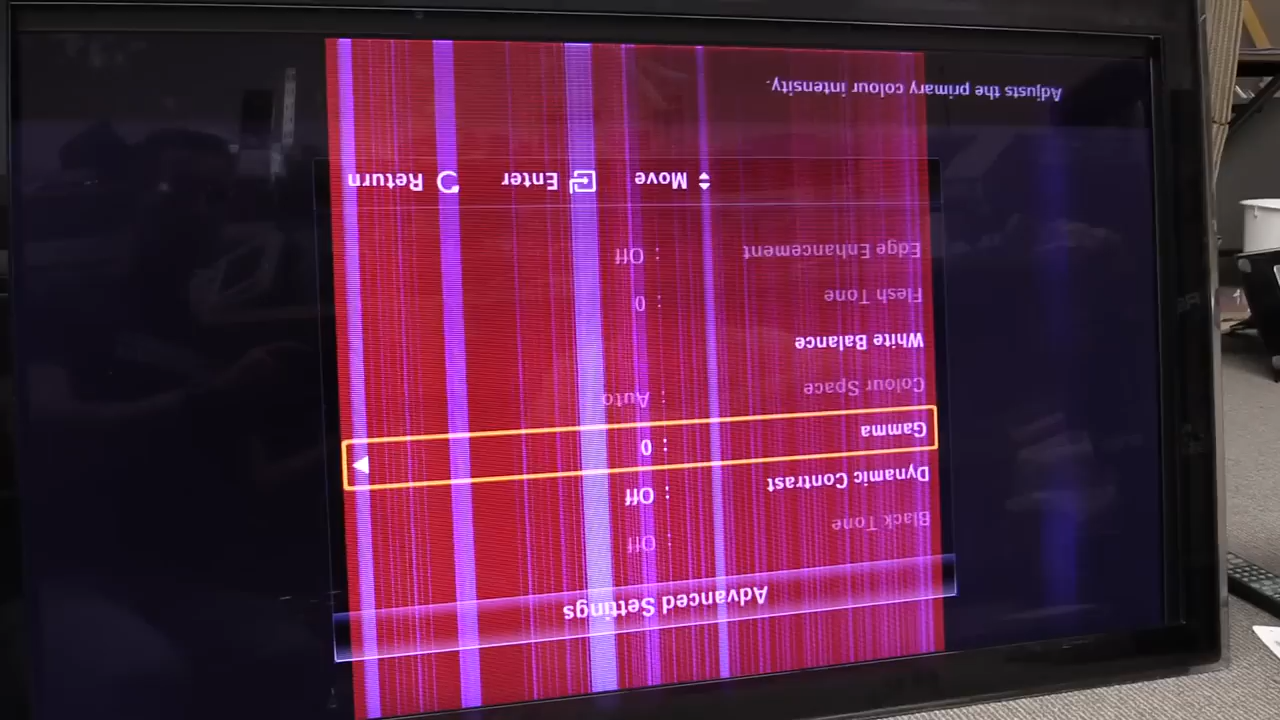 Advanced Settings
Black Tone : Off
Dynamic Contrast : Off
Gamma : 0
Colour Space : Auto
White Balance
Flesh Tone : 0
Edge Enhancement : Off
Move Enter Return
Adjusts the primary colour intensity.